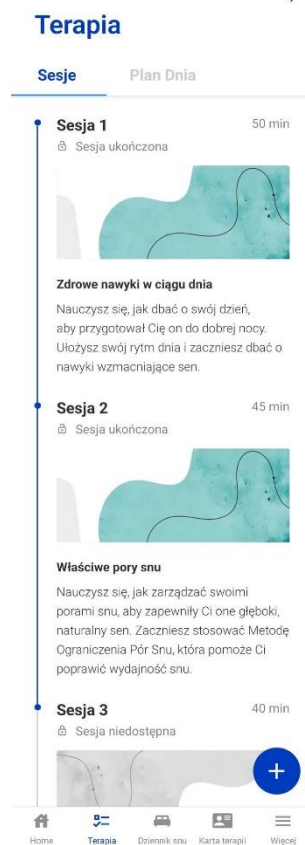 Terapia
Sesje
Plan Dnia
Sesja 1
50 min
Sesja ukończona
Zdrowe nawyki w ciągu dnia
Nauczysz się, jak dbać o swój dzień,
aby przygotował Cię on do dobrej nocy.
Ułożysz swój rytm dnia i zaczniesz dbać o
nawyki wzmacniające sen.
Sesja 2
45 min
Sesja ukończona
Właściwe pory snu
Nauczysz się, jak zarządzać swoimi
porami snu, aby zapewniły Ci one głęboki,
naturalny sen. Zaczniesz stosować Metodę
Ograniczenia Pór Snu, która pomoże Ci
poprawić wydajność snu.
Sesja 3
40 min
Sesja niedostępna
+
Home
Terapia
Dziennik snu
Karta terapii
Więcej